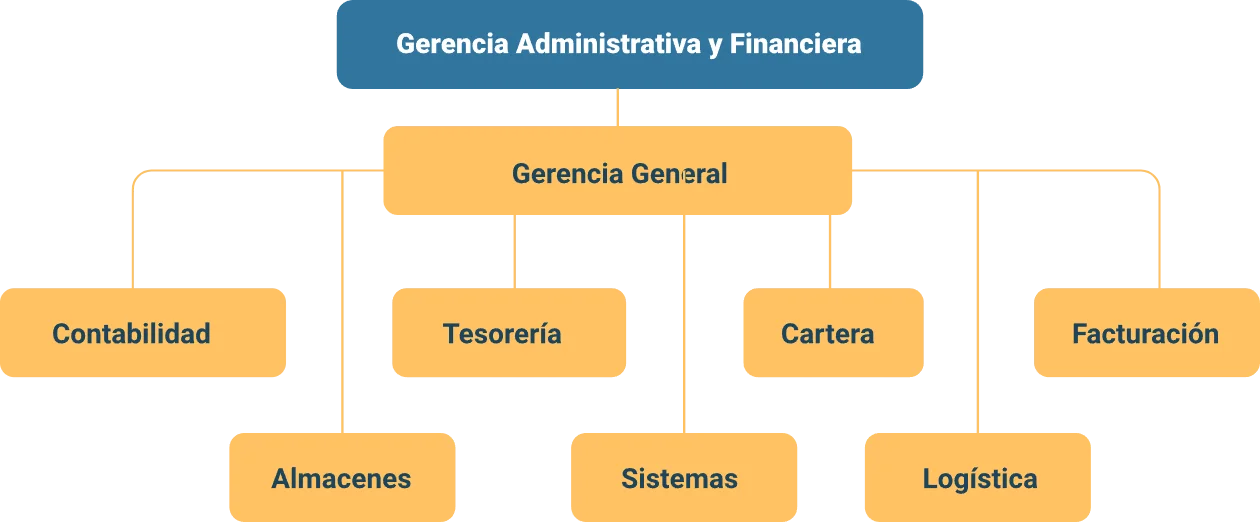 Gerencia Administrativa y Financiera
Gerencia General
Contabilidad
Tesorería
Cartera
Facturación
Almacenes
Sistemas
Logística